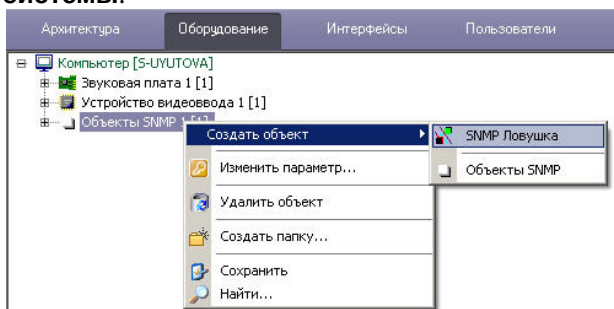 системы.
Архитектура Оборудование Интерфейсы Пользователи
Компьютер [S-UYUTOVA]
Звуковая плата 1 [1]
Устройство видеоввода 1 [1]
Объекты SNMP 1 [1]
Создать объект
SNMP Ловушка
Изменить параметр...
Объекты SNMP
Удалить объект
Создать папку...
Сохранить
Найти...